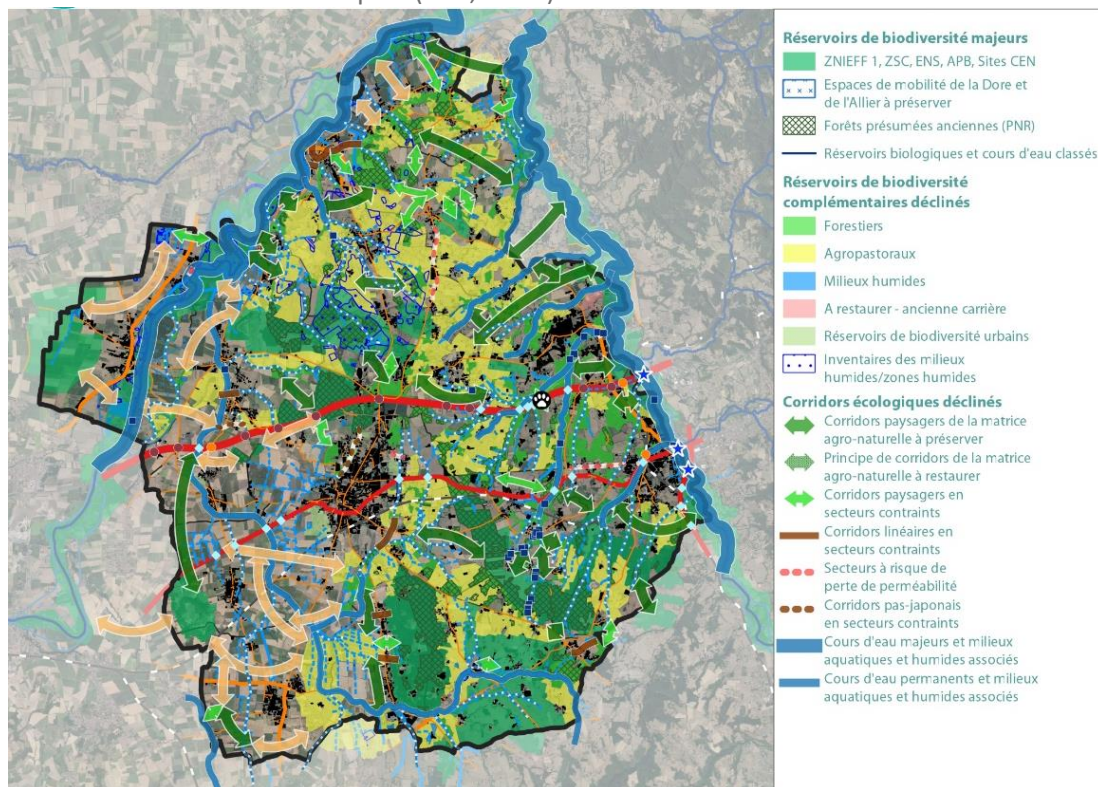 Réservoirs de biodiversité majeurs
ZNIEFF 1, ZSC, ENS, APB, Sites CEN
Espaces de mobilité de la Dore et
de l'Allier à préserver
Forêts présumées anciennes (PNR)
Réservoirs biologiques et cours d'eau classés
Réservoirs de biodiversité
complémentaires déclinés
Forestiers
Agropastoraux
Milieux humides
A restaurer - ancienne carrière
Réservoirs de biodiversité urbains
Inventaires des milieux
humides/zones humides
Corridors écologiques déclinés
Corridors paysagers de la matrice
agro-naturelle à préserver
Principe de corridors de la matrice
agro-naturelle à restaurer
Corridors paysagers en
secteurs contraints
Corridors linéaires en
secteurs contraints
Secteurs à risque de
perte de perméabilité
Corridors pas-japonais
en secteurs contraints
Cours d'eau majeurs et milieux
aquatiques et humides associés
Cours d'eau permanents et milieux
aquatiques et humides associés